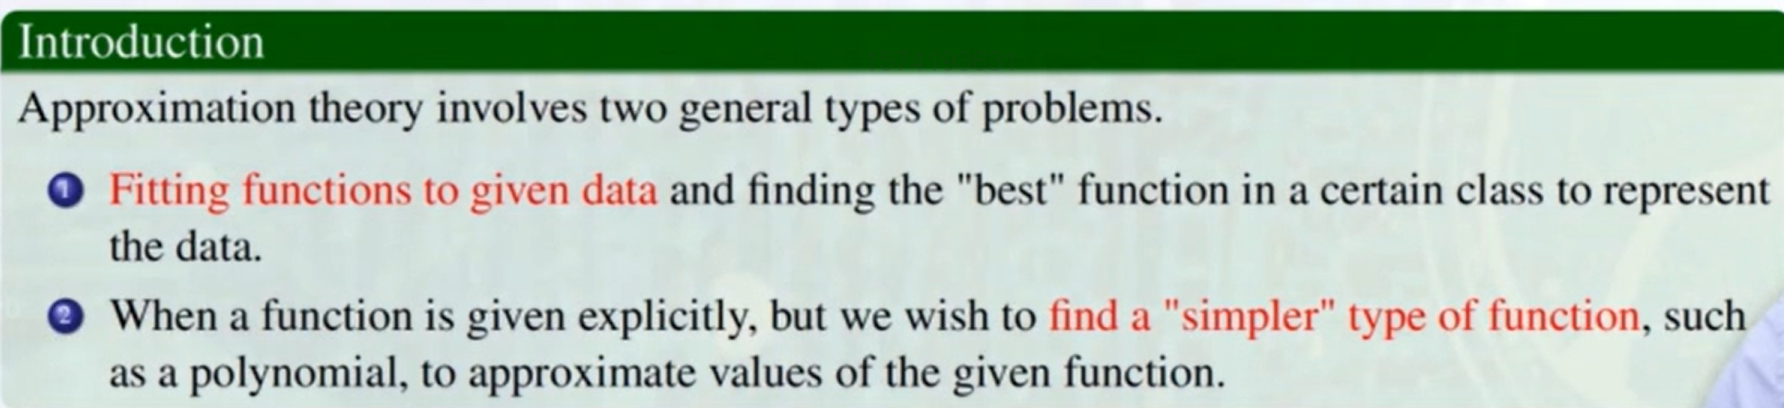 Introduction
Approximation theory involves two general types of problems.
1 Fitting functions to given data and finding the "best" function in a certain class to represent
the data.
2 When a function is given explicitly, but we wish to find a "simpler" type of function, such
as a polynomial, to approximate values of the given function.